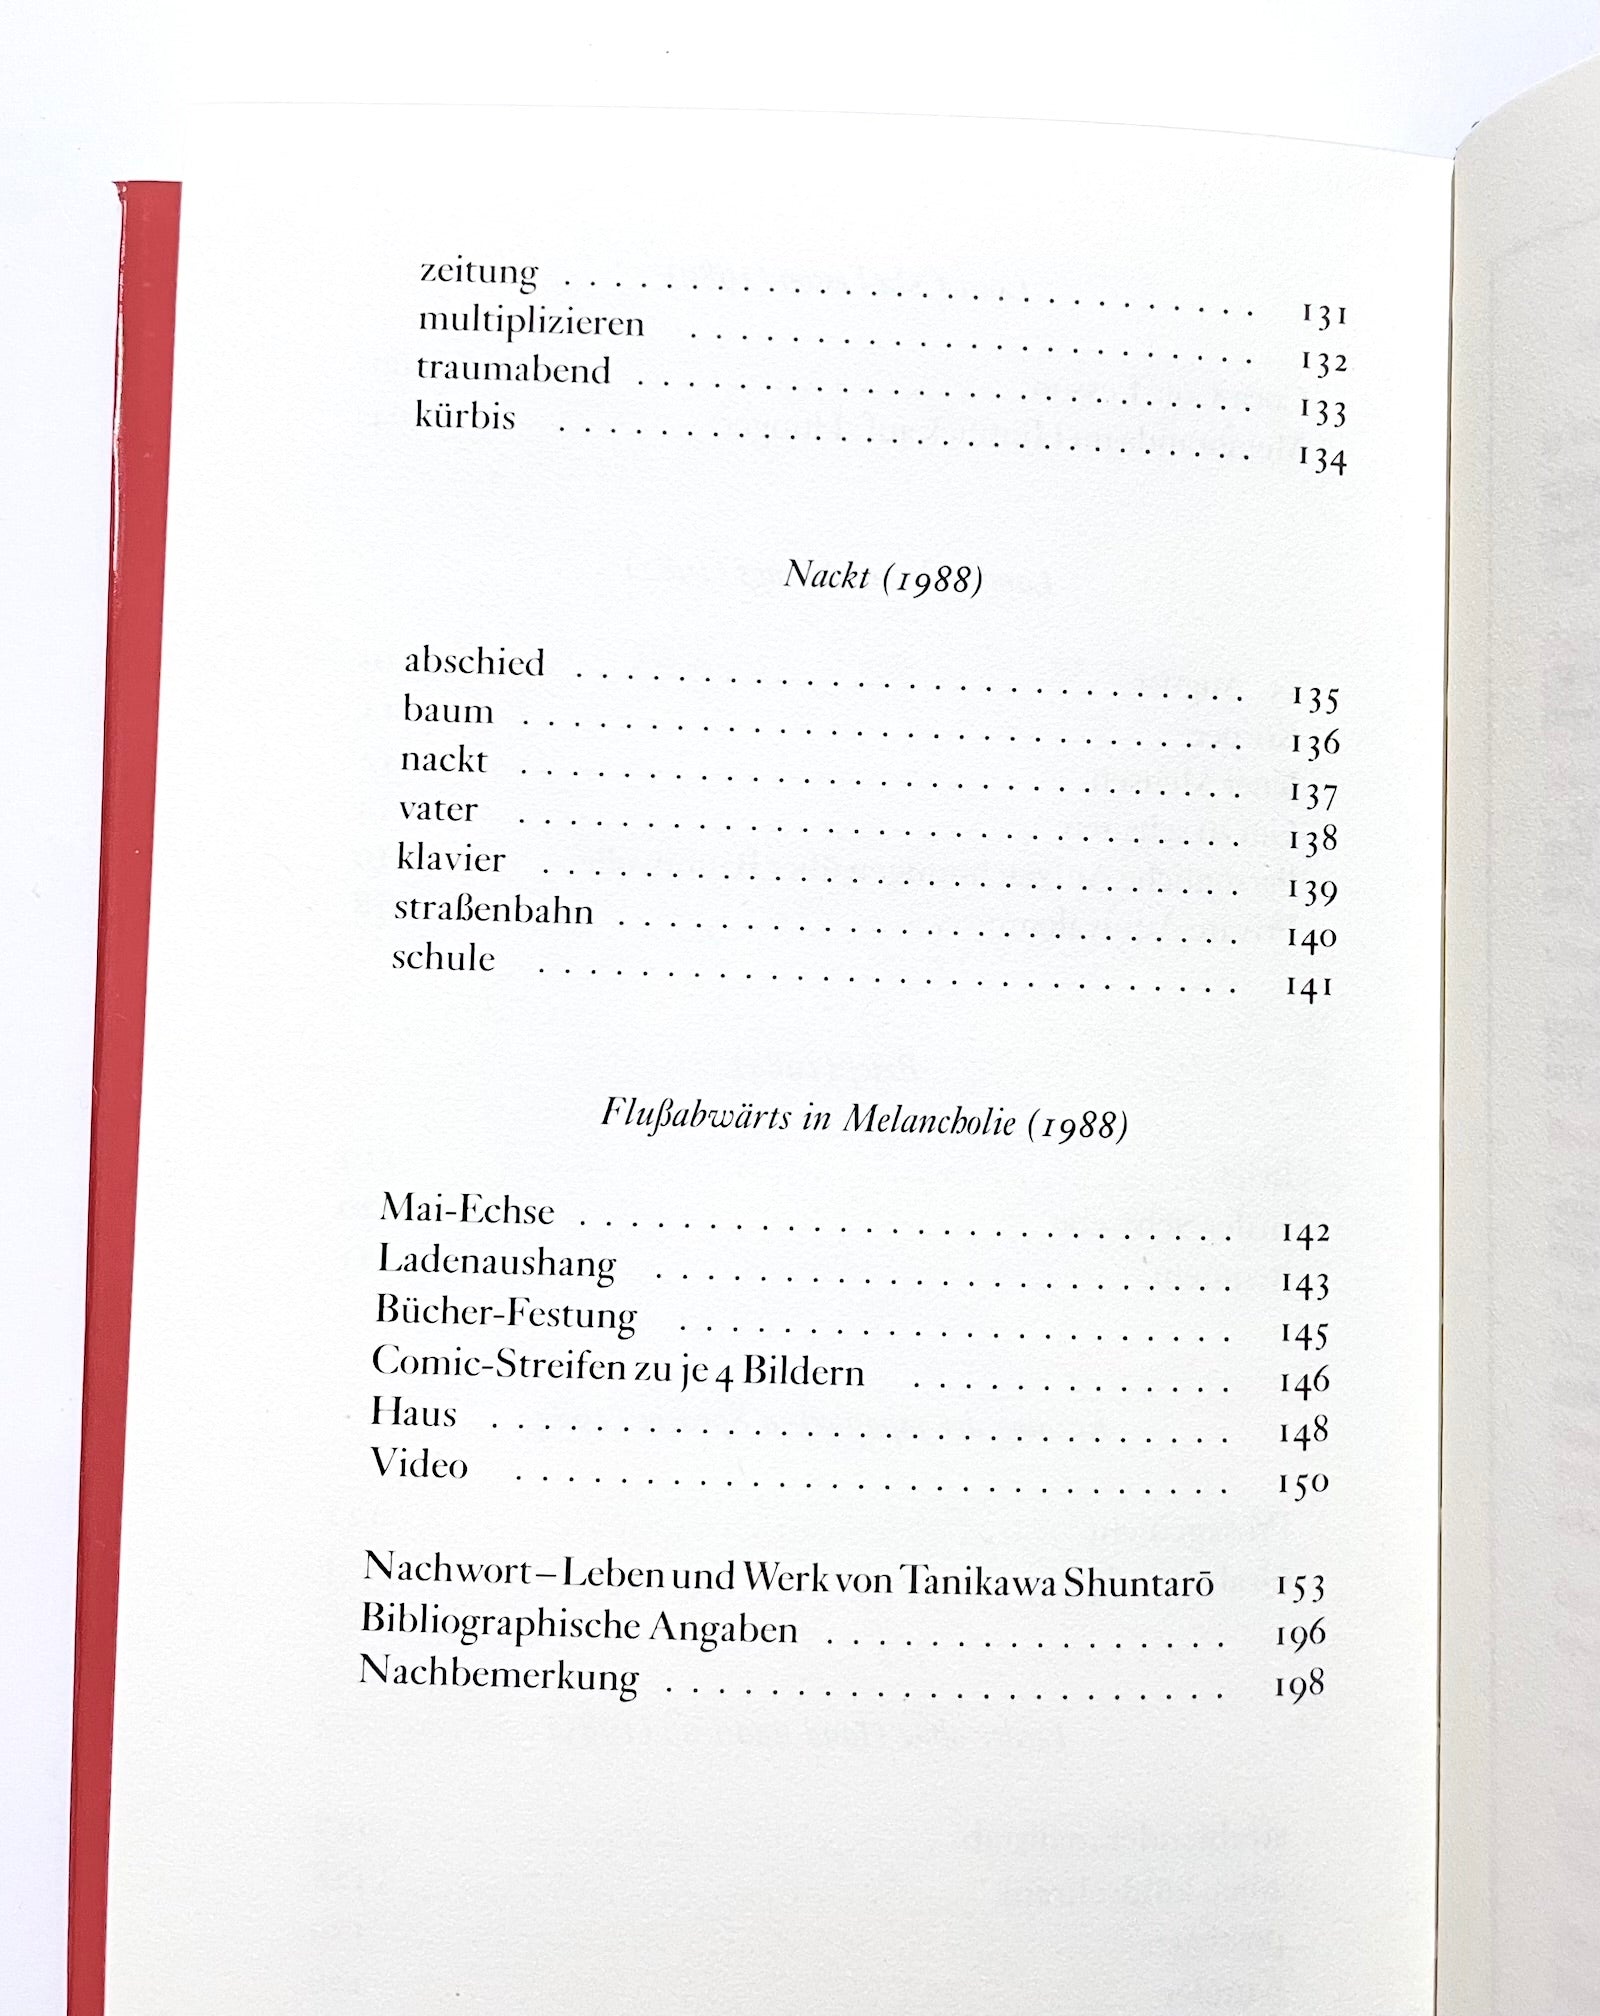 zeitung . . . . . . . . . . . . . . . . . . . . . . . . . . . . 131
multiplizieren . . . . . . . . . . . . . . . . . . . . . . . 132
traumabend . . . . . . . . . . . . . . . . . . . . . . . . . 133
kürbis . . . . . . . . . . . . . . . . . . . . . . . . . . . . 134
Nackt (1988)
abschied . . . . . . . . . . . . . . . . . . . . . . . . . . . 135
baum . . . . . . . . . . . . . . . . . . . . . . . . . . . . . 136
nackt . . . . . . . . . . . . . . . . . . . . . . . . . . . . . 137
vater . . . . . . . . . . . . . . . . . . . . . . . . . . . . . 138
klavier . . . . . . . . . . . . . . . . . . . . . . . . . . . . 139
straßenbahn . . . . . . . . . . . . . . . . . . . . . . . . . 140
schule . . . . . . . . . . . . . . . . . . . . . . . . . . . . 141
Flußabwärts in Melancholie (1988)
Mai-Echse . . . . . . . . . . . . . . . . . . . . . . . . . . 142
Ladenaushang . . . . . . . . . . . . . . . . . . . . . . . 143
Bücher-Festung . . . . . . . . . . . . . . . . . . . . . . 145
Comic-Streifen zu je 4 Bildern . . . . . . . . . . . . . 146
Haus . . . . . . . . . . . . . . . . . . . . . . . . . . . . . 148
Video . . . . . . . . . . . . . . . . . . . . . . . . . . . . 150
Nachwort – Leben und Werk von Tanikawa Shuntarō 153
Bibliographische Angaben . . . . . . . . . . . . . . . . 196
Nachbemerkung . . . . . . . . . . . . . . . . . . . . . . 198